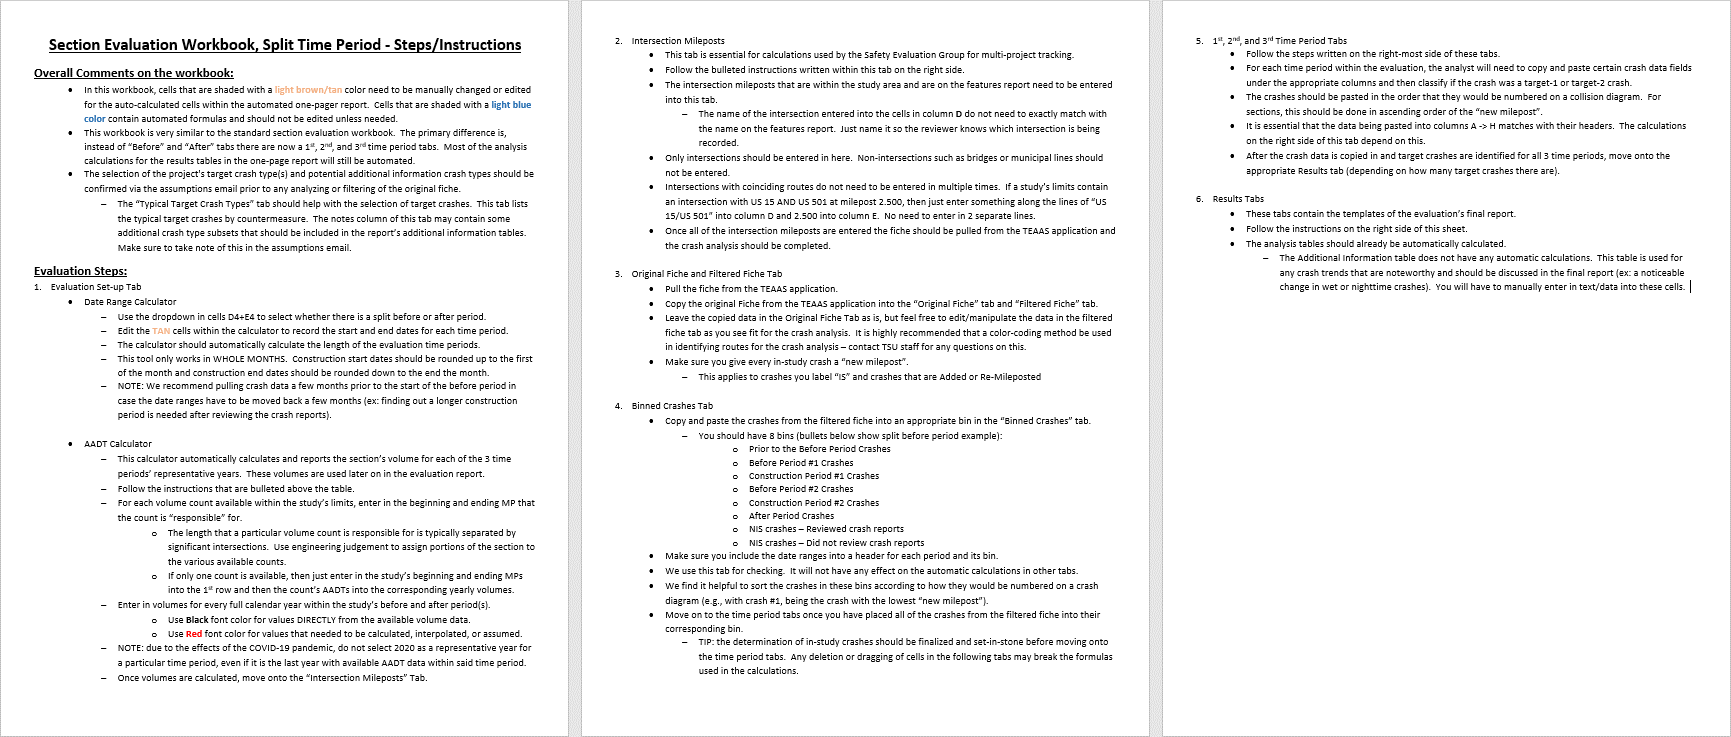 Section Evaluation Workbook, Split Time Period - Steps/Instructions
Overall Comments on the workbook:
• In this workbook, cells that are shaded with a light brown/tan color need to be manually changed or edited
for the auto-calculated cells within the automated one-pager report. Cells that are shaded with a light blue
color contain automated formulas and should not be edited unless needed.
• This workbook is very similar to the standard section evaluation workbook. The primary difference is,
instead of "Before" and "After" tabs there are now a 1st, 2nd, and 3rd time period tabs. Most of the analysis
calculations for the results tables in the one-page report will still be automated.
• The selection of the project's target crash type(s) and potential additional information crash types should be
confirmed via the assumptions email prior to any analyzing or filtering of the original fiche.
– The "Typical Target Crash Types" tab should help with the selection of target crashes. This tab lists
the typical target crashes by countermeasure. The notes column of this tab may contain some
additional crash type subsets that should be included in the report's additional information tables.
Make sure to take note of this in the assumptions email.
Evaluation Steps:
1. Evaluation Set-up Tab
• Date Range Calculator
– Use the dropdown in cells D4+E4 to select whether there is a split before or after period.
– Edit the TAN cells within the calculator to record the start and end dates for each time period.
– The calculator should automatically calculate the length of the evaluation time periods.
– This tool only works in WHOLE MONTHS. Construction start dates should be rounded up to the first
of the month and construction end dates should be rounded down to the end the month.
– NOTE: We recommend pulling crash data a few months prior to the start of the before period in
case the date ranges have to be moved back a few months (ex: finding out a longer construction
period is needed after reviewing the crash reports).
• AADT Calculator
– This calculator automatically calculates and reports the section's volume for each of the 3 time
periods' representative years. These volumes are used later on in the evaluation report.
– Follow the instructions that are bulleted above the table.
– For each volume count available within the study's limits, enter in the beginning and ending MP that
the count is "responsible" for.
o The length that a particular volume count is responsible for is typically separated by
significant intersections. Use engineering judgement to assign portions of the section to
the various available counts.
o If only one count is available, then just enter in the study's beginning and ending MPs
into the 1st row and then the count's AADTs into the corresponding yearly volumes.
– Enter in volumes for every full calendar year within the study's before and after period(s).
o Use Black font color for values DIRECTLY from the available volume data.
o Use Red font color for values that needed to be calculated, interpolated, or assumed.
– NOTE: due to the effects of the COVID-19 pandemic, do not select 2020 as a representative year for
a particular time period, even if it is the last year with available AADT data within said time period.
– Once volumes are calculated, move onto the "Intersection Mileposts" Tab.
2. Intersection Mileposts
• This tab is essential for calculations used by the Safety Evaluation Group for multi-project tracking.
• Follow the bulleted instructions written within this tab on the right side.
• The intersection mileposts that are within the study area and are on the features report need to be entered
into this tab.
– The name of the intersection entered into the cells in column D do not need to exactly match with
the name on the features report. Just name it so the reviewer knows which intersection is being
recorded.
• Only intersections should be entered in here. Non-intersections such as bridges or municipal lines should
not be entered.
• Intersections with coinciding routes do not need to be entered in multiple times. If a study's limits contain
an intersection with US 15 AND US 501 at milepost 2.500, then just enter something along the lines of "US
15/US 501" into column D and 2.500 into column E. No need to enter in 2 separate lines.
• Once all of the intersection mileposts are entered the fiche should be pulled from the TEAAS application and
the crash analysis should be completed.
3. Original Fiche and Filtered Fiche Tab
• Pull the fiche from the TEAAS application.
• Copy the original Fiche from the TEAAS application into the "Original Fiche" tab and "Filtered Fiche" tab.
• Leave the copied data in the Original Fiche Tab as is, but feel free to edit/manipulate the data in the filtered
fiche tab as you see fit for the crash analysis. It is highly recommended that a color-coding method be used
in identifying routes for the crash analysis – contact TSU staff for any questions on this.
• Make sure you give every in-study crash a "new milepost".
– This applies to crashes you label "IS" and crashes that are Added or Re-Mileposted
4. Binned Crashes Tab
• Copy and paste the crashes from the filtered fiche into an appropriate bin in the "Binned Crashes" tab.
– You should have 8 bins (bullets below show split before period example):
o Prior to the Before Period Crashes
o Before Period #1 Crashes
o Construction Period #1 Crashes
o Before Period #2 Crashes
o Construction Period #2 Crashes
o After Period Crashes
o NIS crashes – Reviewed crash reports
o NIS crashes – Did not review crash reports
• Make sure you include the date ranges into a header for each period and its bin.
• We use this tab for checking. It will not have any effect on the automatic calculations in other tabs.
• We find it helpful to sort the crashes in these bins according to how they would be numbered on a crash
diagram (e.g., with crash #1, being the crash with the lowest "new milepost").
• Move on to the time period tabs once you have placed all of the crashes from the filtered fiche into their
corresponding bin.
– TIP: the determination of in-study crashes should be finalized and set-in-stone before moving onto
the time period tabs. Any deletion or dragging of cells in the following tabs may break the formulas
used in the calculations.
5. 1st, 2nd, and 3rd Time Period Tabs
• Follow the steps written on the right-most side of these tabs.
• For each time period within the evaluation, the analyst will need to copy and paste certain crash data fields
under the appropriate columns and then classify if the crash was a target-1 or target-2 crash.
• The crashes should be pasted in the order that they would be numbered on a collision diagram. For
sections, this should be done in ascending order of the "new milepost".
• It is essential that the data being pasted into columns A -> H matches with their headers. The calculations
on the right side of this tab depend on this.
• After the crash data is copied in and target crashes are identified for all 3 time periods, move onto the
appropriate Results tab (depending on how many target crashes there are).
6. Results Tabs
• These tabs contain the templates of the evaluation's final report.
• Follow the instructions on the right side of this sheet.
• The analysis tables should already be automatically calculated.
– The Additional Information table does not have any automatic calculations. This table is used for
any crash trends that are noteworthy and should be discussed in the final report (ex: a noticeable
change in wet or nighttime crashes). You will have to manually enter in text/data into these cells.